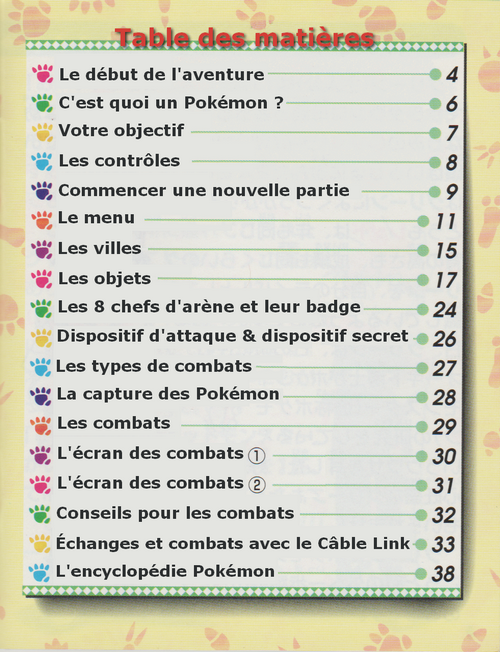 Table des matières
Le début de l'aventure 4
C'est quoi un Pokémon ? 6
Votre objectif 7
Les contrôles 8
Commencer une nouvelle partie 9
Le menu 11
Les villes 15
Les objets 17
Les 8 chefs d'arène et leur badge 24
Dispositif d'attaque & dispositif secret 26
Les types de combats 27
La capture des Pokémon 28
Les combats 29
L'écran des combats ① 30
L'écran des combats ② 31
Conseils pour les combats 32
Échanges et combats avec le Câble Link 33
L'encyclopédie Pokémon 38